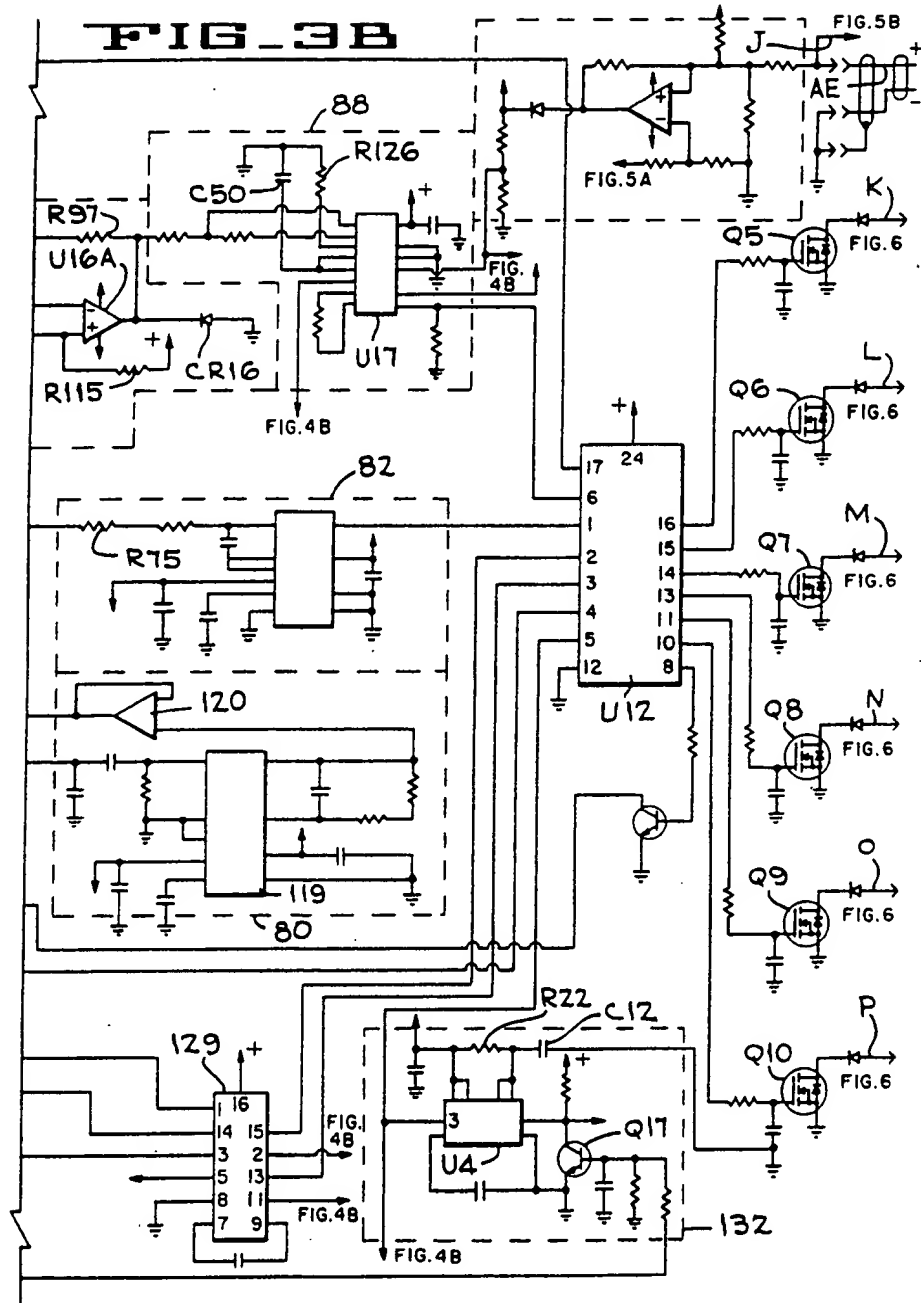 FIG_3B
J
FIG.5B
AE
+
-
88
R126
C50
+
-
FIG.5A
K
R97
U16A
+
Q5
FIG.6
FIG. 4B
-
+
+
U17
CR16
R115
L
Q6
FIG.6
FIG.4B
+
24
82
17
6
M
R75
1
16
15
Q7
FIG.6
2
14
3
13
4
11
5
10
12
8
120
U12
N
Q8
FIG.6
119
O
80
Q9
FIG.6
R22
C12
P
129
+
16
+
Q10
FIG.6
1
14
15
FIG. 4B
3
2
3
Q17
5
13
U4
8
11
FIG.4B
7
9
132
FIG.4B